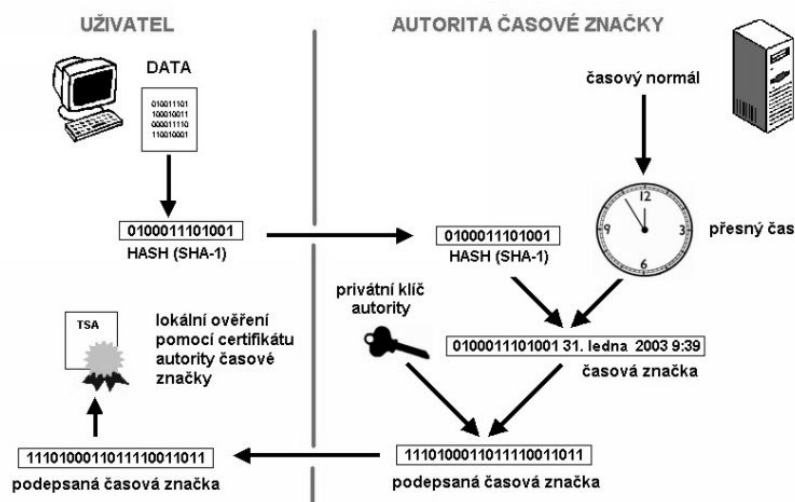 UŽIVATEL
AUTORITA ČASOVÉ ZNAČKY
DATA
010011101
100010011
000011110
110010001
časový normál
12
9
3
6
přesný čas
0100011101001
HASH (SHA-1)
0100011101001
HASH (SHA-1)
privátní klíč
autority
TSA
lokální ověření
pomocí certifikátu
autority časové
značky
0100011101001 31. ledna 2003 9:39
časová značka
11101000110111110011011
podepsaná časová značka
11101000110111110011011
podepsaná časová značka